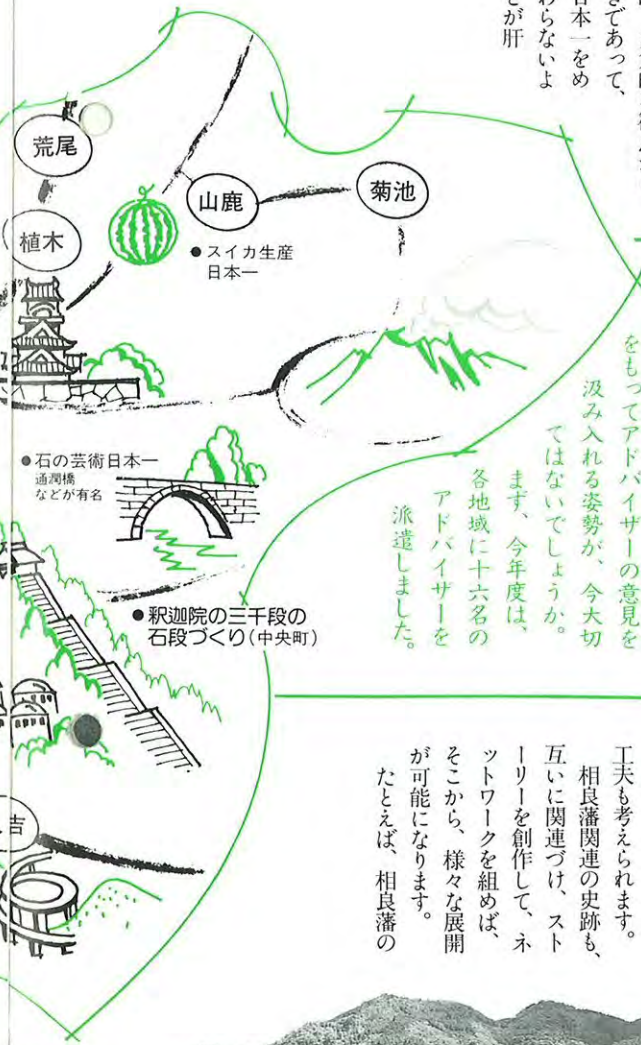 きであって、
日本一をめ
わらないよ
とが肝
をもってアドバイザーの意見を
汲み入れる姿勢が、今大切
ではないでしょうか。
まず、今年度は、
各地域に十六名の
アドバイザーを
派遣しました。
荒尾
植木
山鹿
菊池
●スイカ生産
日本一
●石の芸術日本一
通潤橋
などが有名
●釈迦院の三千段の
石段づくり(中央町)
吉
工夫も考えられます。
相良藩関連の史跡も、
互いに関連づけ、スト
ーリーを創作して、ネ
ットワークを組めば、
そこから、様々な展開
が可能になります。
たとえば、相良藩の